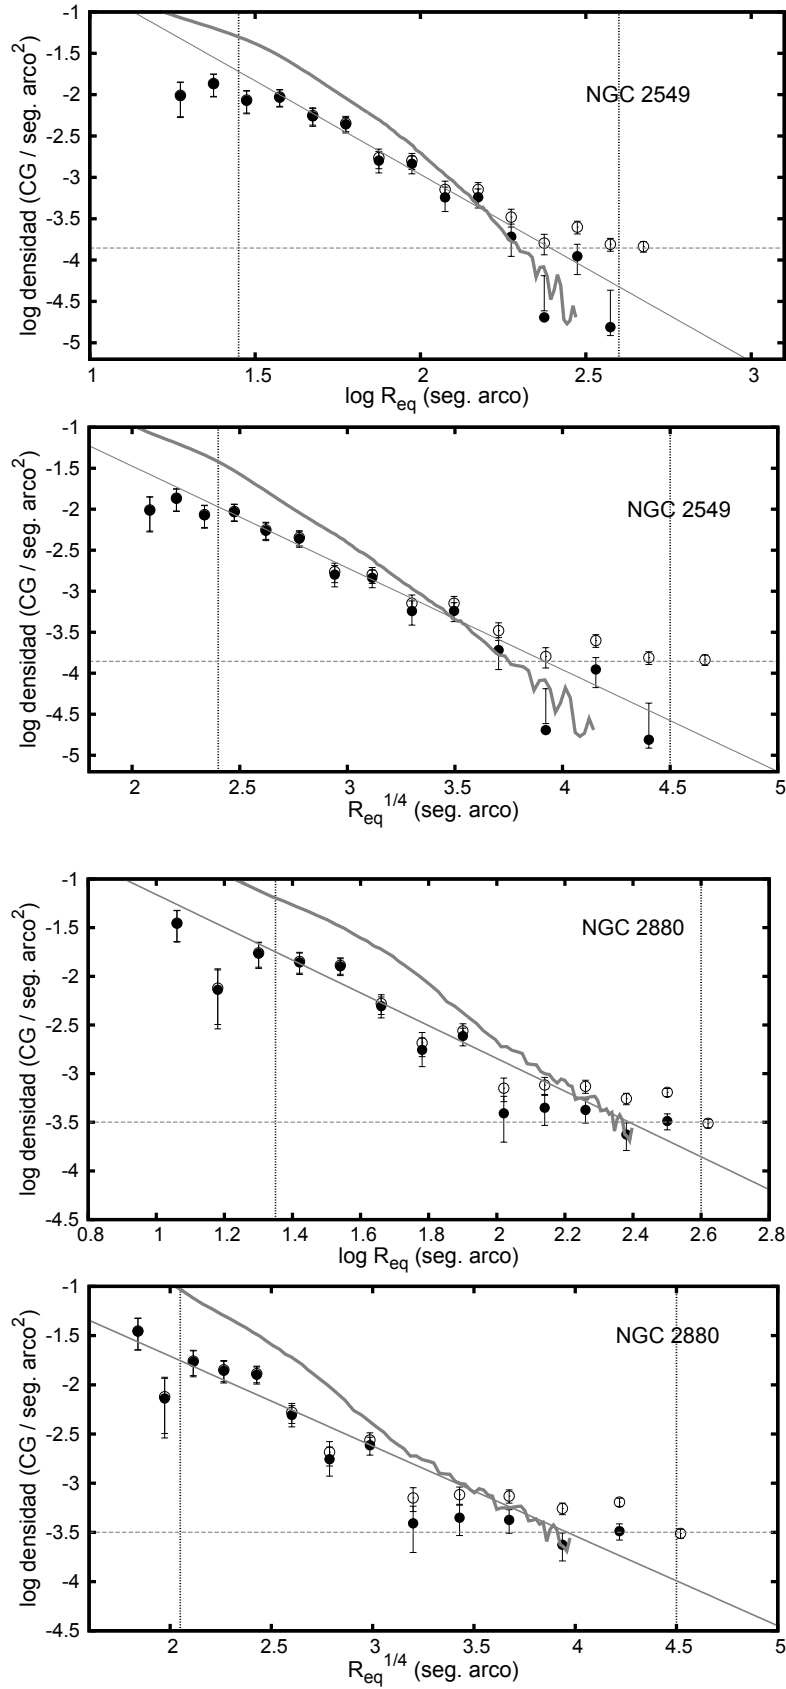 -1
-1.5
-2
-2.5
-3
-3.5
-4
-4.5
-5
log densidad (CG / seg. arco²)
NGC 2549
1 1.5 2 2.5 3
log R_eq (seg. arco)
-1
-1.5
-2
-2.5
-3
-3.5
-4
-4.5
-5
log densidad (CG / seg. arco²)
NGC 2549
2 2.5 3 3.5 4 4.5 5
R_eq^1/4 (seg. arco)
-1
-1.5
-2
-2.5
-3
-3.5
-4
-4.5
log densidad (CG / seg. arco²)
NGC 2880
0.8 1 1.2 1.4 1.6 1.8 2 2.2 2.4 2.6 2.8
log R_eq (seg. arco)
-1
-1.5
-2
-2.5
-3
-3.5
-4
-4.5
log densidad (CG / seg. arco²)
NGC 2880
2 2.5 3 3.5 4 4.5 5
R_eq^1/4 (seg. arco)